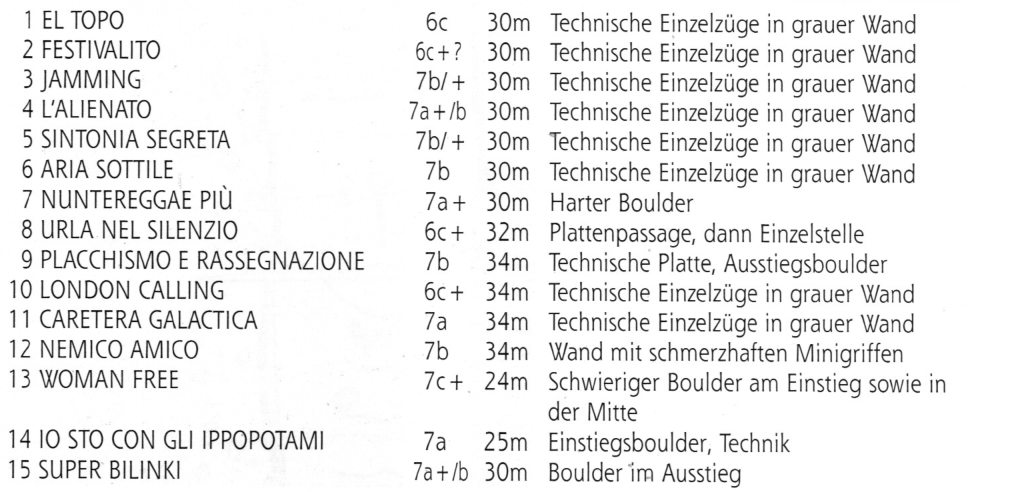 1 EL TOPO 6c 30m Technische Einzelzüge in grauer Wand
2 FESTIVALITO 6c+? 30m Technische Einzelzüge in grauer Wand
3 JAMMING 7b/+ 30m Technische Einzelzüge in grauer Wand
4 L'ALIENATO 7a+/b 30m Technische Einzelzüge in grauer Wand
5 SINTONIA SEGRETA 7b/+ 30m Technische Einzelzüge in grauer Wand
6 ARIA SOTTILE 7b 30m Technische Einzelzüge in grauer Wand
7 NUNTEREGGAE PIÙ 7a+ 30m Harter Boulder
8 URLA NEL SILENZIO 6c+ 32m Plattenpassage, dann Einzelstelle
9 PLACCHISMO E RASSEGNAZIONE 7b 34m Technische Platte, Ausstiegsboulder
10 LONDON CALLING 6c+ 34m Technische Einzelzüge in grauer Wand
11 CARETERA GALACTICA 7a 34m Technische Einzelzüge in grauer Wand
12 NEMICO AMICO 7b 34m Wand mit schmerzhaften Minigriffen
13 WOMAN FREE 7c+ 24m Schwieriger Boulder am Einstieg sowie in
der Mitte
14 IO STO CON GLI IPPOPOTAMI 7a 25m Einstiegsboulder, Technik
15 SUPER BILINKI 7a+/b 30m Boulder im Ausstieg